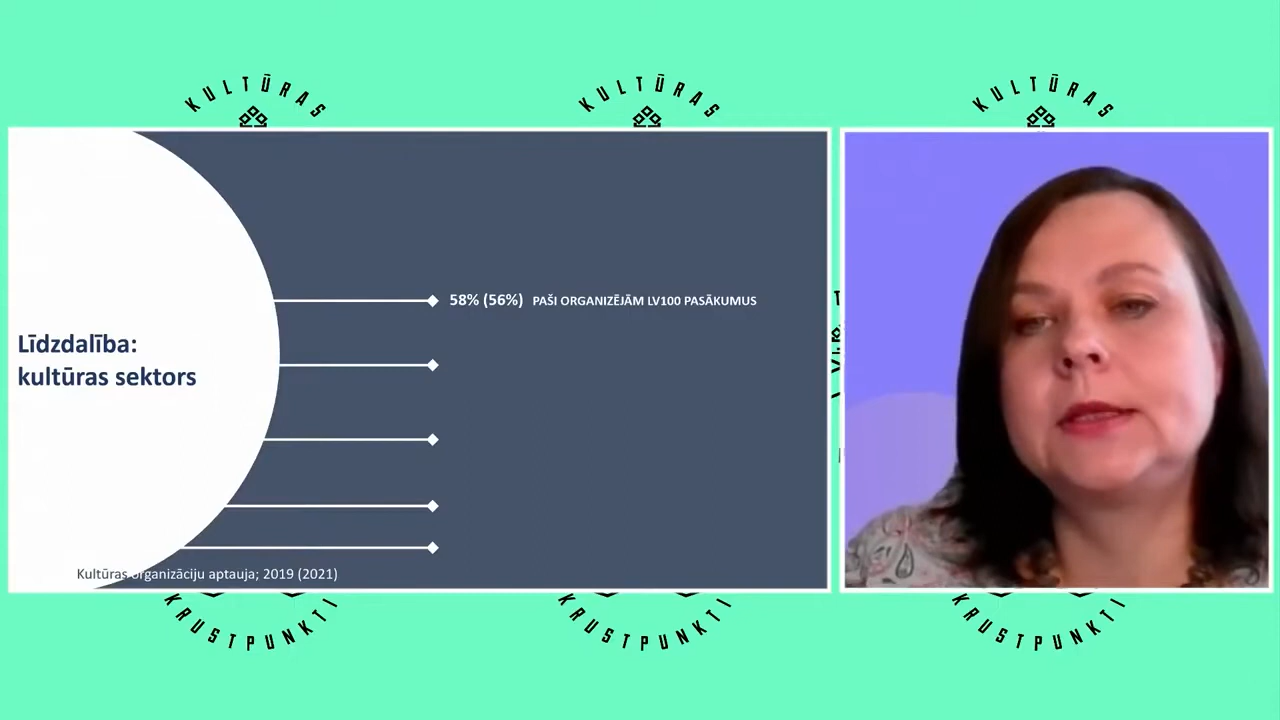 KULTŪRAS
KULTŪRAS
KULTŪRAS
58% (56%) PAŠI ORGANIZĒJĀM LV100 PASĀKUMUS
Līdzdalība:
kultūras sektors
Kultūras organizāciju aptauja; 2019 (2021)
KRUSTPUNKTI
KRUSTPUNKTI
KRUSTPUNKTI